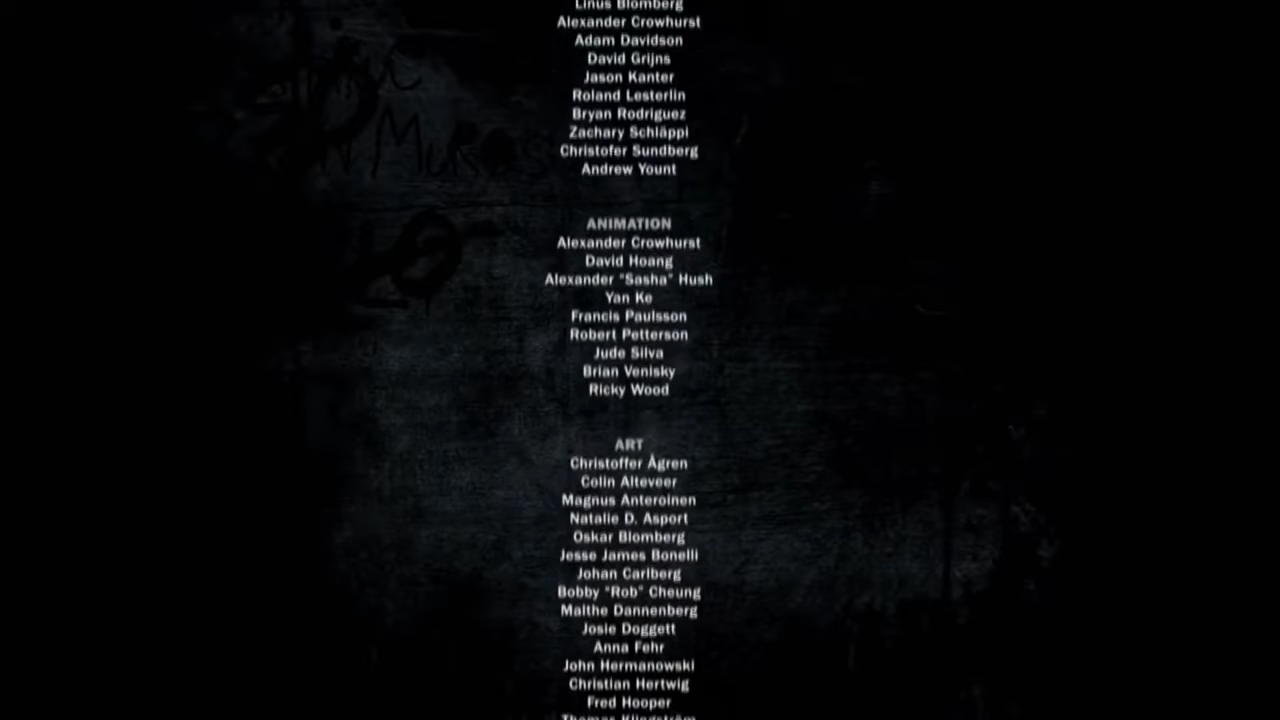 Linus Blomberg
Alexander Crowhurst
Adam Davidson
David Grijns
Jason Kanter
Roland Lesterlin
Bryan Rodriguez
Zachary Schläppi
Christofer Sundberg
Andrew Yount
ANIMATION
Alexander Crowhurst
David Hoang
Alexander "Sasha" Hush
Yan Ke
Francis Paulsson
Robert Petterson
Jude Silva
Brian Venisky
Ricky Wood
ART
Christoffer Ågren
Colin Alteveer
Magnus Anteroinen
Natalie D. Asport
Oskar Blomberg
Jesse James Bonelli
Johan Carlberg
Bobby "Rob" Cheung
Malthe Dannenberg
Josie Doggett
Anna Fehr
John Hermanowski
Christian Hertwig
Fred Hooper
Thomas Klingström